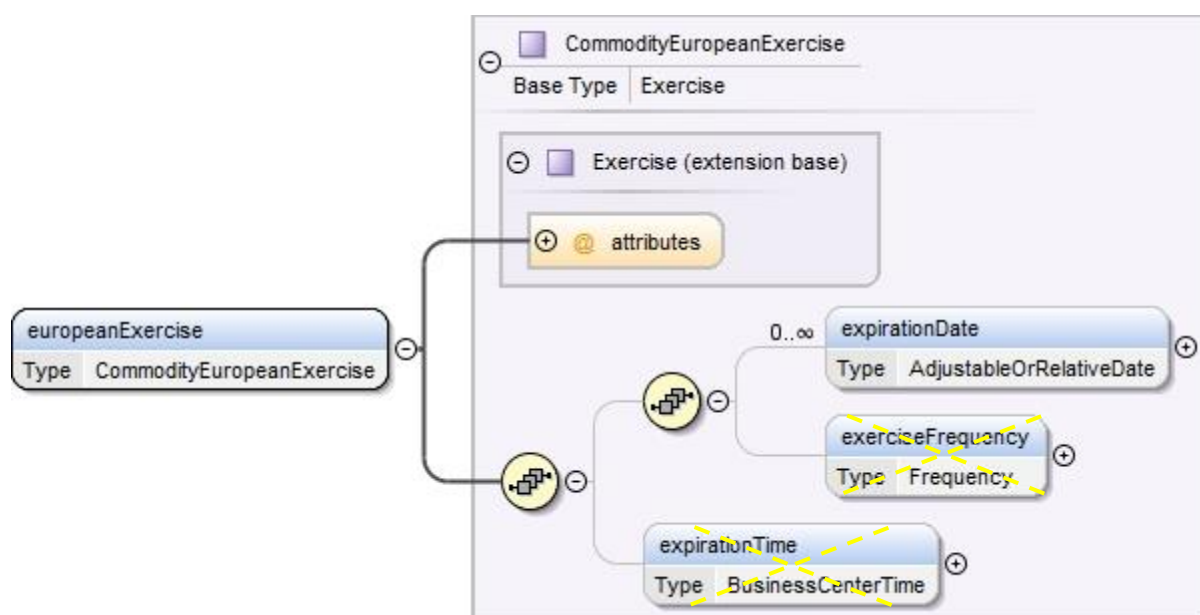 CommodityEuropeanExercise
Base Type Exercise
Exercise (extension base)
@ attributes
europeanExercise
Type CommodityEuropeanExercise
0..∞
expirationDate
Type AdjustableOrRelativeDate
exerciseFrequency
Type Frequency
expirationTime
Type BusinessCenterTime